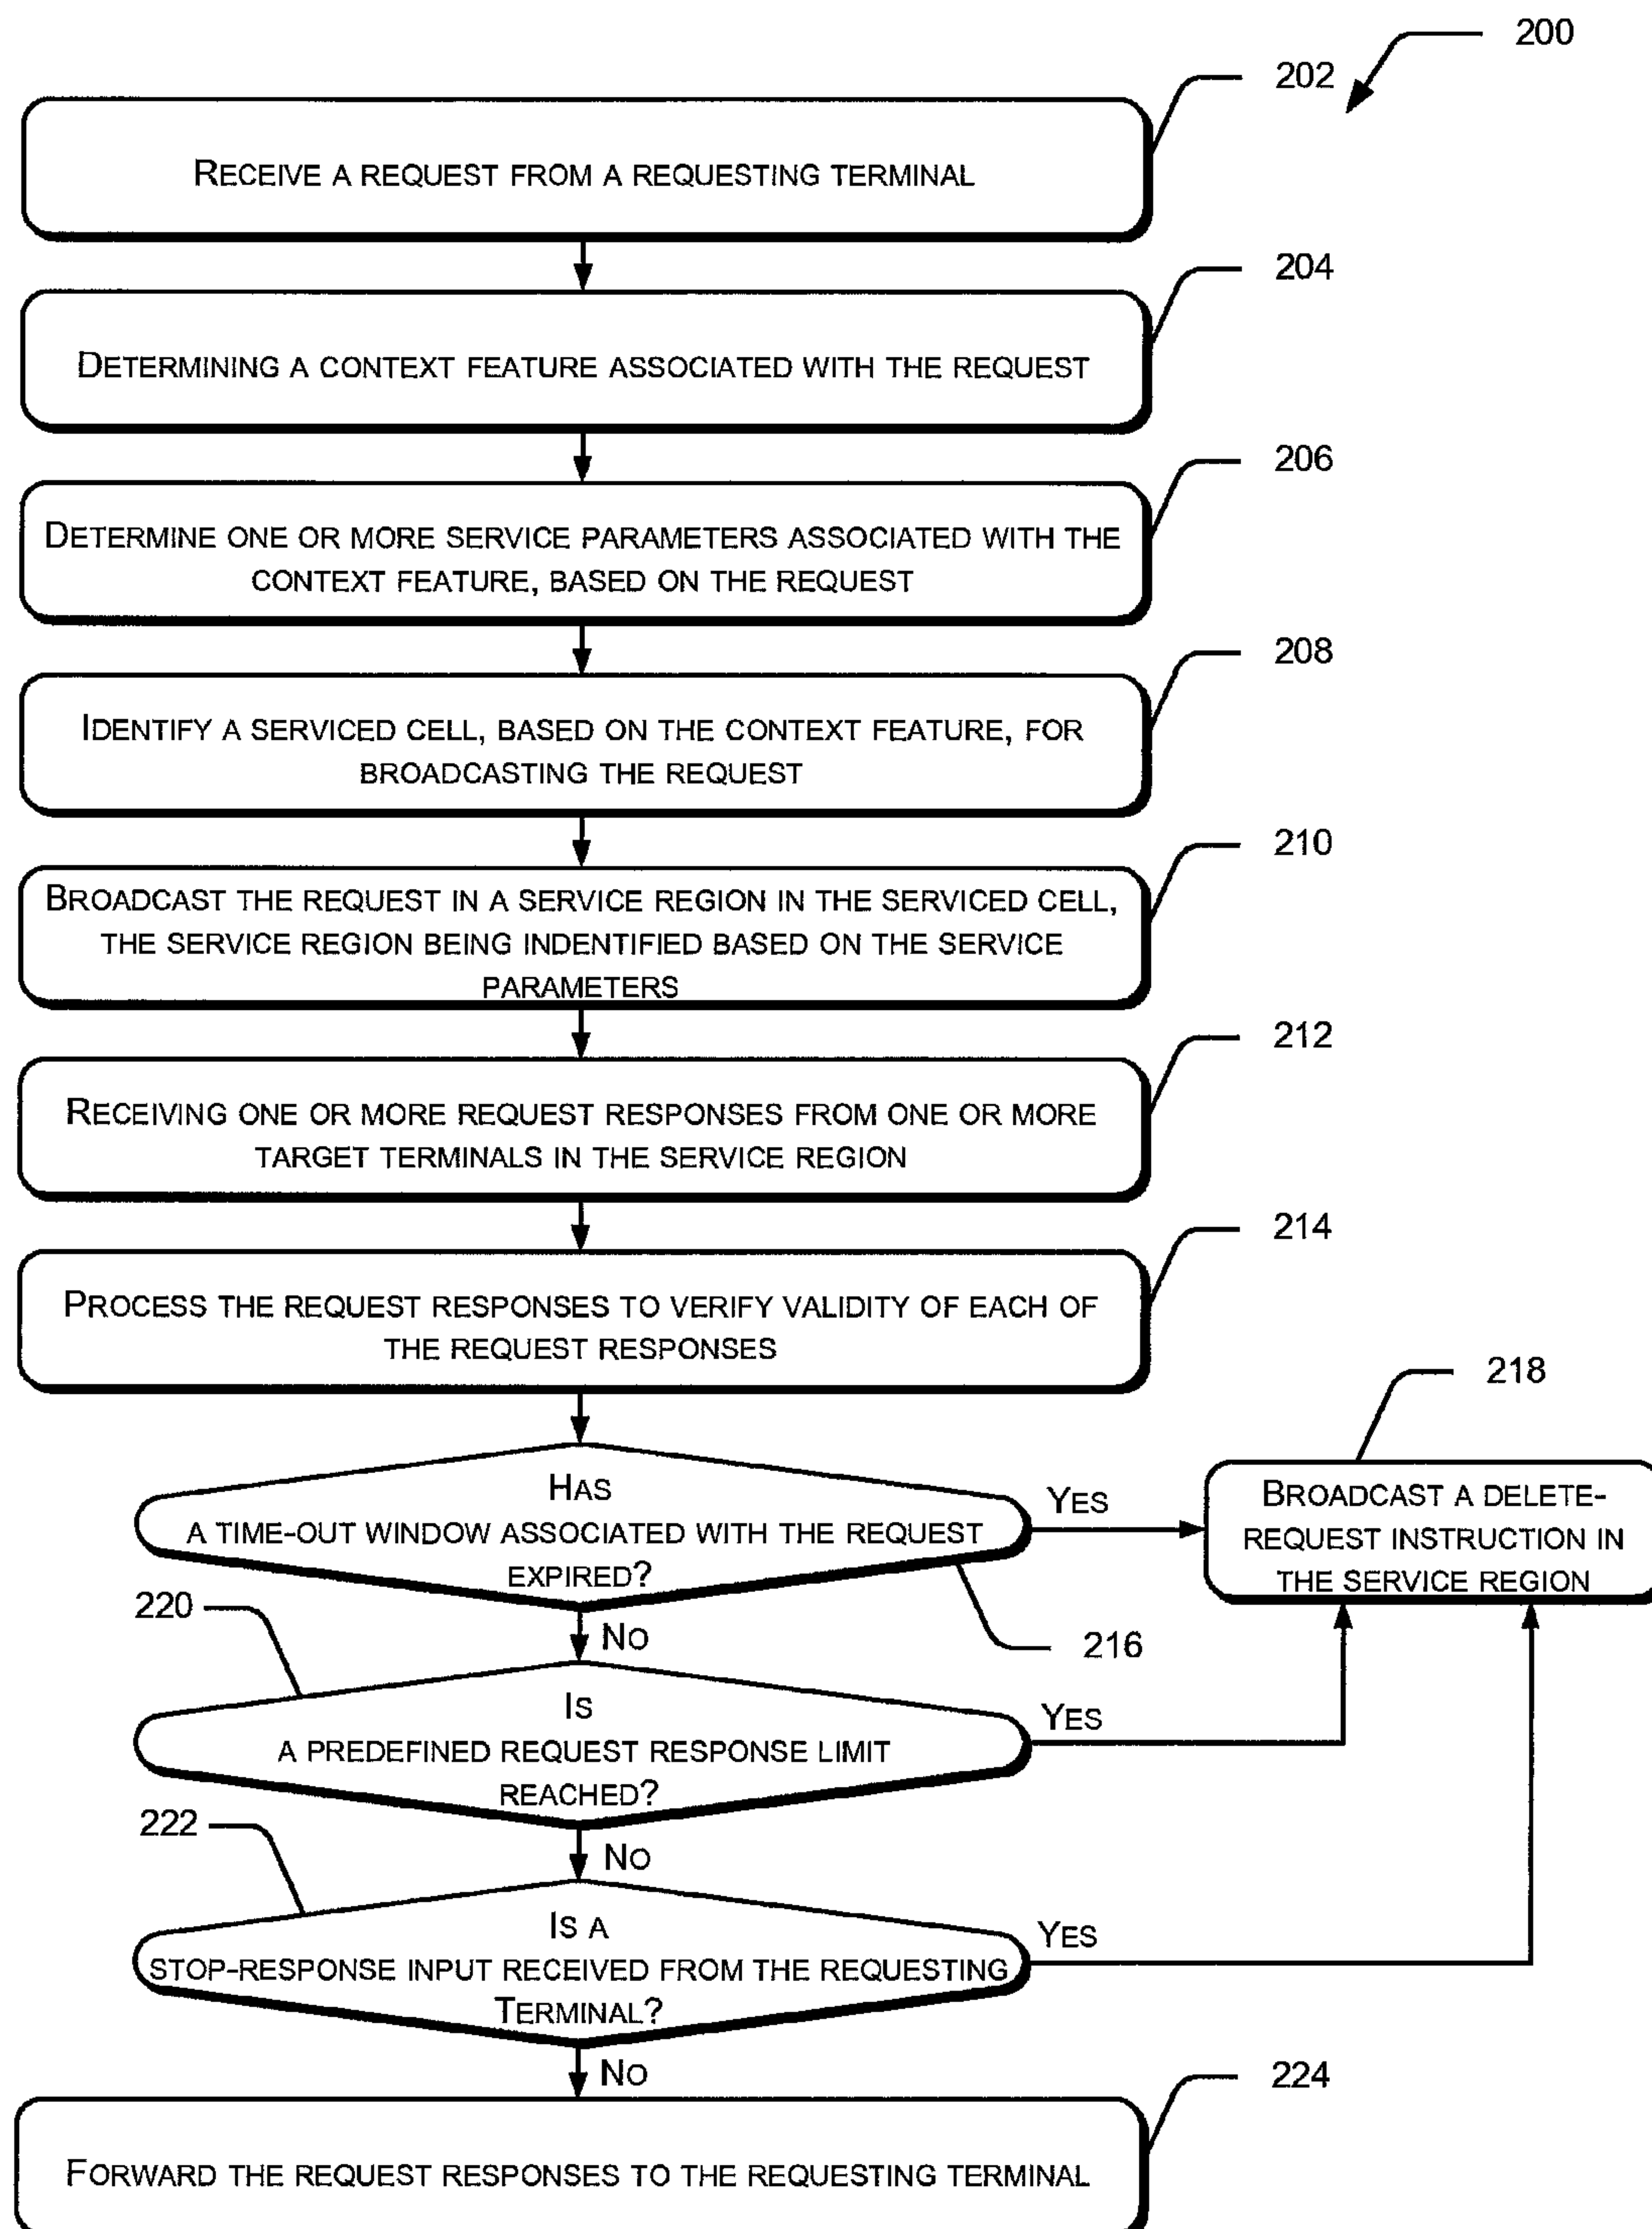 200
202
RECEIVE A REQUEST FROM A REQUESTING TERMINAL
204
DETERMINING A CONTEXT FEATURE ASSOCIATED WITH THE REQUEST
206
DETERMINE ONE OR MORE SERVICE PARAMETERS ASSOCIATED WITH THE
CONTEXT FEATURE, BASED ON THE REQUEST
208
IDENTIFY A SERVICED CELL, BASED ON THE CONTEXT FEATURE, FOR
BROADCASTING THE REQUEST
210
BROADCAST THE REQUEST IN A SERVICE REGION IN THE SERVICED CELL,
THE SERVICE REGION BEING INDENTIFIED BASED ON THE SERVICE
PARAMETERS
212
RECEIVING ONE OR MORE REQUEST RESPONSES FROM ONE OR MORE
TARGET TERMINALS IN THE SERVICE REGION
214
PROCESS THE REQUEST RESPONSES TO VERIFY VALIDITY OF EACH OF
THE REQUEST RESPONSES
218
HAS
A TIME-OUT WINDOW ASSOCIATED WITH THE REQUEST
EXPIRED?
YES
BROADCAST A DELETE-
REQUEST INSTRUCTION IN
THE SERVICE REGION
216
NO
220
IS
A PREDEFINED REQUEST RESPONSE LIMIT
REACHED?
YES
NO
222
IS A
STOP-RESPONSE INPUT RECEIVED FROM THE REQUESTING
TERMINAL?
YES
NO
224
FORWARD THE REQUEST RESPONSES TO THE REQUESTING TERMINAL